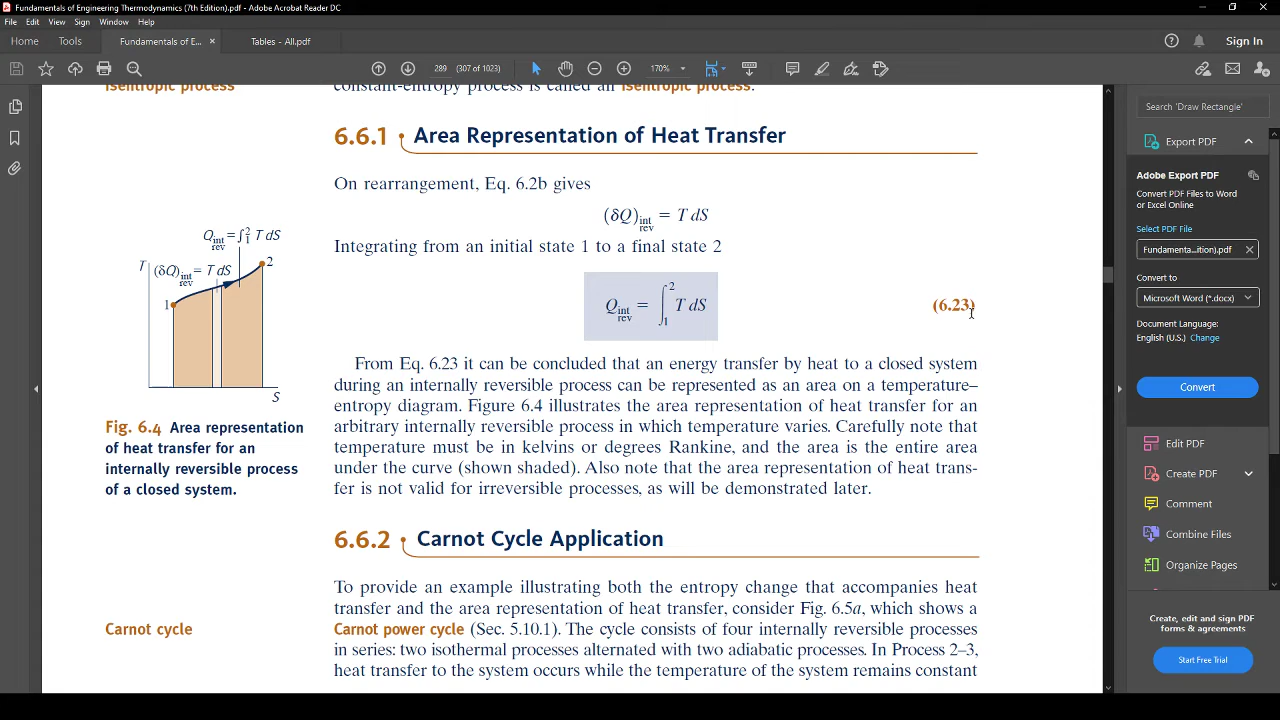 Fundamentals of Engineering Thermodynamics (7th Edition).pdf - Adobe Acrobat Reader DC
File Edit View Sign Window Help
Home Tools Fundamentals of E... × Tables - All.pdf Sign In
289 (307 of 1023) 170%
isentropic process
constant-entropy process is called an isentropic process.
6.6.1 Area Representation of Heat Transfer
On rearrangement, Eq. 6.2b gives
(δQ)int rev = T dS
Integrating from an initial state 1 to a final state 2
Qint rev = ∫₁² T dS (6.23)
Qint rev = ∫₁² T dS
(δQ)int rev = T dS
T
2
1
S
Fig. 6.4 Area representation
of heat transfer for an
internally reversible process
of a closed system.
From Eq. 6.23 it can be concluded that an energy transfer by heat to a closed system
during an internally reversible process can be represented as an area on a temperature–
entropy diagram. Figure 6.4 illustrates the area representation of heat transfer for an
arbitrary internally reversible process in which temperature varies. Carefully note that
temperature must be in kelvins or degrees Rankine, and the area is the entire area
under the curve (shown shaded). Also note that the area representation of heat trans-
fer is not valid for irreversible processes, as will be demonstrated later.
6.6.2 Carnot Cycle Application
To provide an example illustrating both the entropy change that accompanies heat
transfer and the area representation of heat transfer, consider Fig. 6.5a, which shows a
Carnot cycle
Carnot power cycle (Sec. 5.10.1). The cycle consists of four internally reversible processes
in series: two isothermal processes alternated with two adiabatic processes. In Process 2–3,
heat transfer to the system occurs while the temperature of the system remains constant
Search 'Draw Rectangle'
Export PDF
Adobe Export PDF
Convert PDF Files to Word
or Excel Online
Select PDF File
Fundamenta...ition).pdf ×
Convert to
Microsoft Word (*.docx)
Document Language:
English (U.S.) Change
Convert
Edit PDF
Create PDF
Comment
Combine Files
Organize Pages
Create, edit and sign PDF
forms & agreements
Start Free Trial